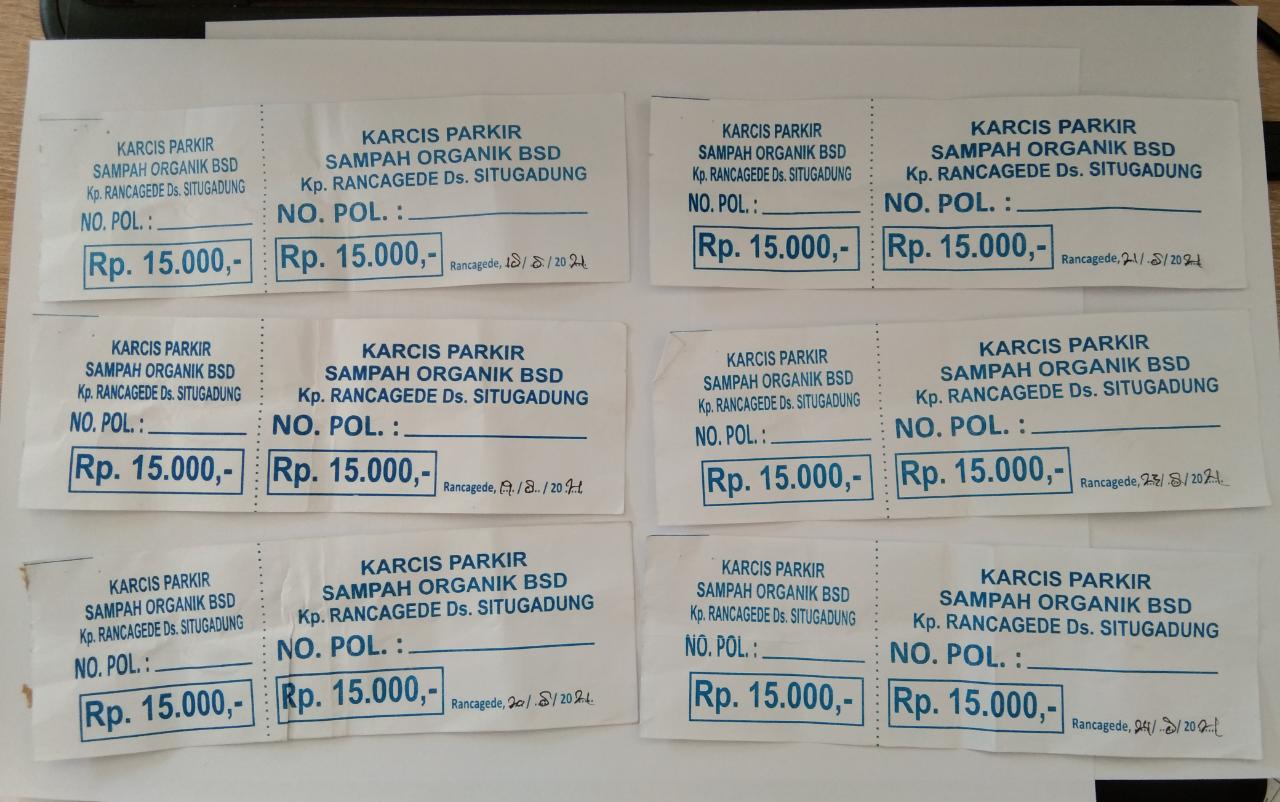 KARCIS PARKIR
SAMPAH ORGANIK BSD
Kp. RANCAGEDE Ds. SITUGADUNG
NO. POL. :
Rp. 15.000,-
KARCIS PARKIR
SAMPAH ORGANIK BSD
Kp. RANCAGEDE Ds. SITUGADUNG
NO. POL. :
Rp. 15.000,-
Rancagede, 18/8/2021
KARCIS PARKIR
SAMPAH ORGANIK BSD
Kp. RANCAGEDE Ds. SITUGADUNG
NO. POL. :
Rp. 15.000,-
KARCIS PARKIR
SAMPAH ORGANIK BSD
Kp. RANCAGEDE Ds. SITUGADUNG
NO. POL. :
Rp. 15.000,-
Rancagede, 21/8/2021
KARCIS PARKIR
SAMPAH ORGANIK BSD
Kp. RANCAGEDE Ds. SITUGADUNG
NO. POL. :
Rp. 15.000,-
KARCIS PARKIR
SAMPAH ORGANIK BSD
Kp. RANCAGEDE Ds. SITUGADUNG
NO. POL. :
Rp. 15.000,-
Rancagede, /8/2021
KARCIS PARKIR
SAMPAH ORGANIK BSD
Kp. RANCAGEDE Ds. SITUGADUNG
NO. POL. :
Rp. 15.000,-
KARCIS PARKIR
SAMPAH ORGANIK BSD
Kp. RANCAGEDE Ds. SITUGADUNG
NO. POL. :
Rp. 15.000,-
Rancagede, 23/8/2021
KARCIS PARKIR
SAMPAH ORGANIK BSD
Kp. RANCAGEDE Ds. SITUGADUNG
NO. POL. :
Rp. 15.000,-
KARCIS PARKIR
SAMPAH ORGANIK BSD
Kp. RANCAGEDE Ds. SITUGADUNG
NO. POL. :
Rp. 15.000,-
Rancagede, 20/8/2021
KARCIS PARKIR
SAMPAH ORGANIK BSD
Kp. RANCAGEDE Ds. SITUGADUNG
NO. POL. :
Rp. 15.000,-
KARCIS PARKIR
SAMPAH ORGANIK BSD
Kp. RANCAGEDE Ds. SITUGADUNG
NO. POL. :
Rp. 15.000,-
Rancagede, 24/8/2021